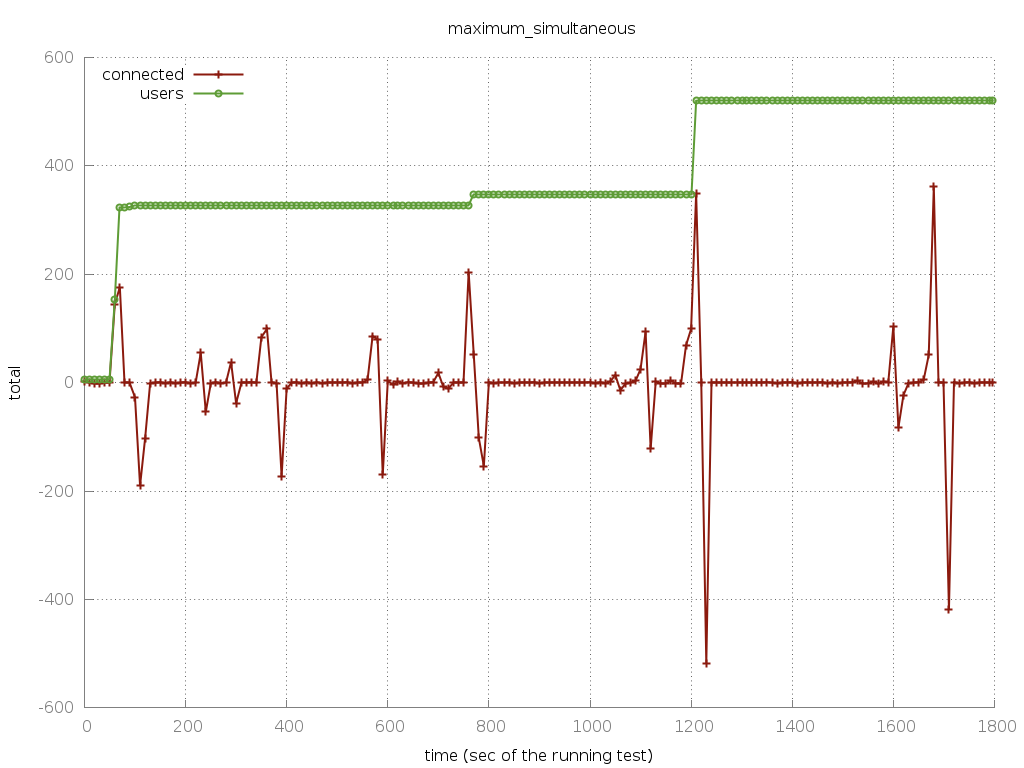 maximum_simultaneous
connected
users
600
400
200
0
-200
-400
-600
total
0 200 400 600 800 1000 1200 1400 1600 1800
time (sec of the running test)